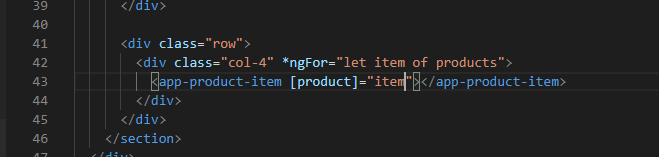 39 </div>
40
41 <div class="row">
42 <div class="col-4" *ngFor="let item of products">
43 <app-product-item [product]="item"></app-product-item>
44 </div>
45 </div>
46 </section>
47 </div>